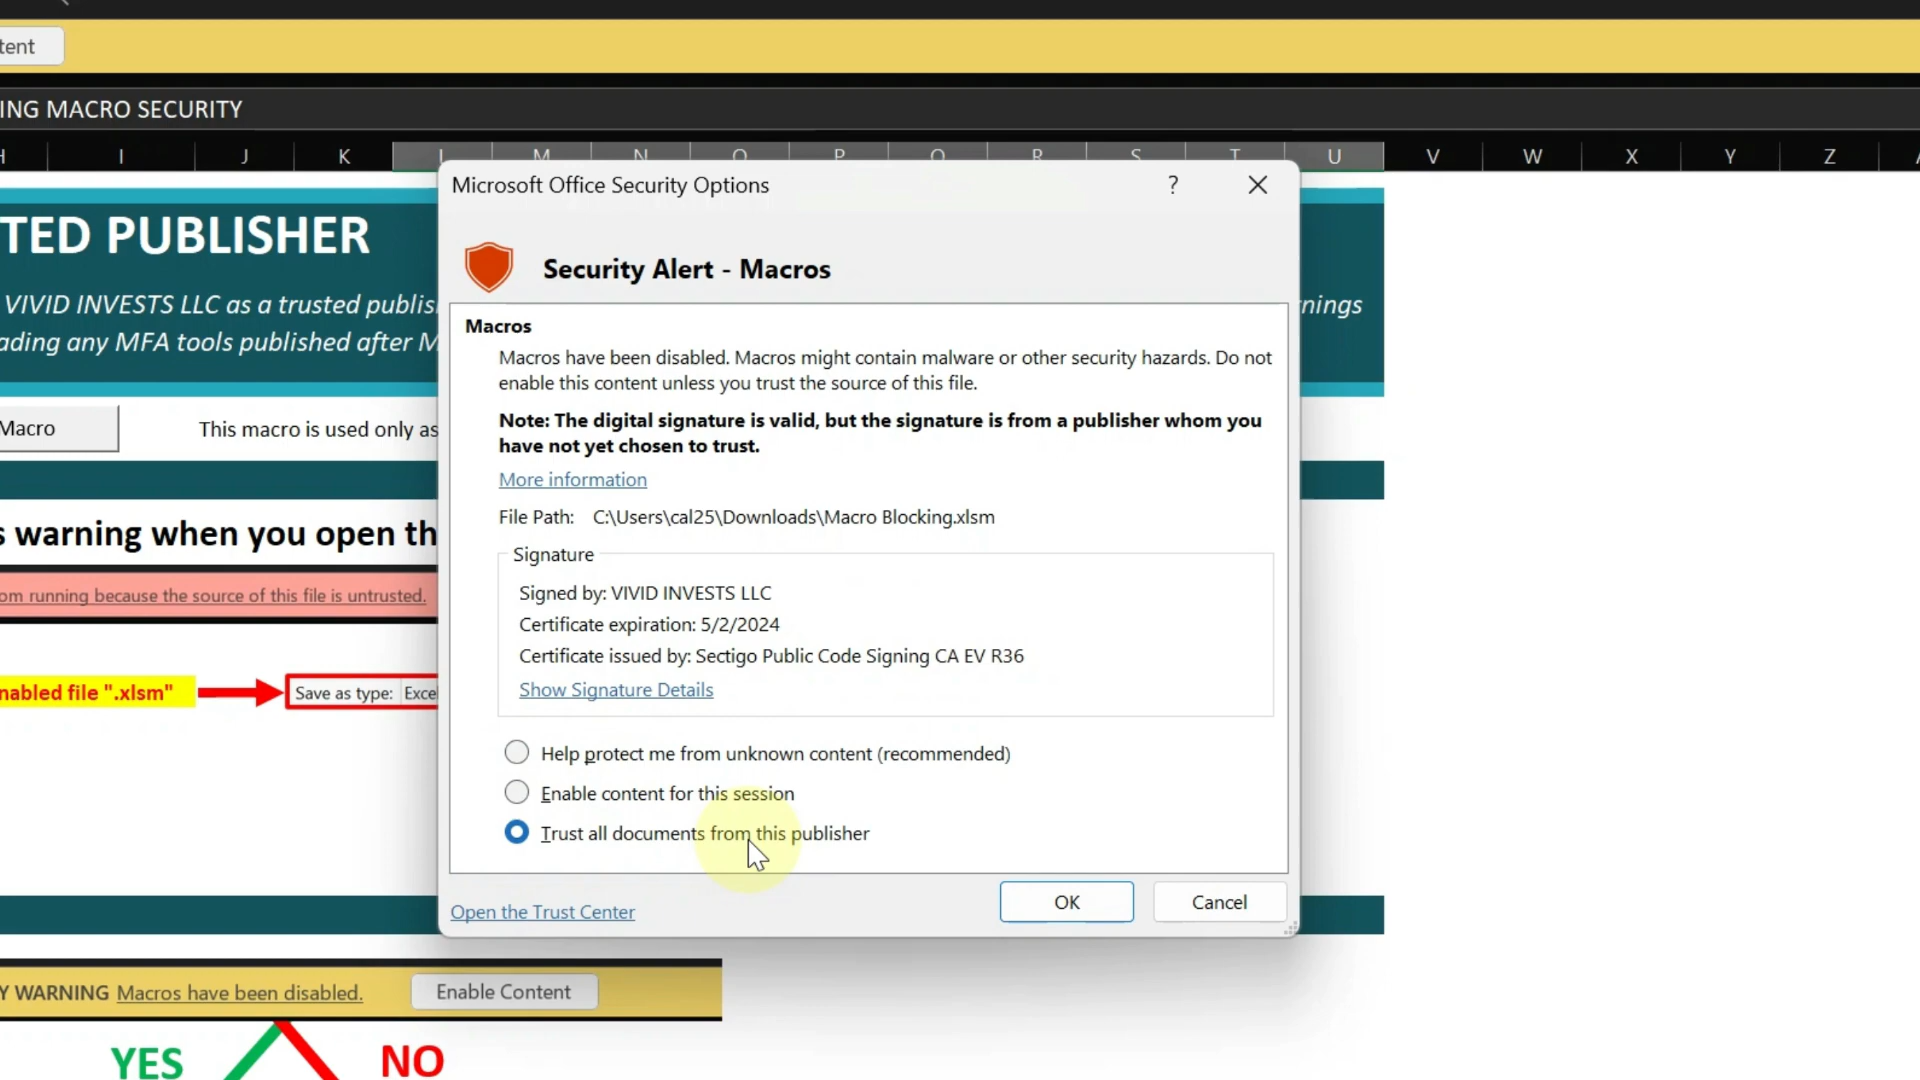 tent
ING MACRO SECURITY
H I J K L M N O P Q R S T U V W X Y Z
TED PUBLISHER
VIVID INVESTS LLC as a trusted publis
rnings
ading any MFA tools published after M
Macro
This macro is used only as
s warning when you open th
om running because the source of this file is untrusted.
nabled file ".xlsm"
Save as type: Excel
Microsoft Office Security Options
?
Security Alert - Macros
Macros
Macros have been disabled. Macros might contain malware or other security hazards. Do not
enable this content unless you trust the source of this file.
Note: The digital signature is valid, but the signature is from a publisher whom you
have not yet chosen to trust.
More information
File Path: C:\Users\cal25\Downloads\Macro Blocking.xlsm
Signature
Signed by: VIVID INVESTS LLC
Certificate expiration: 5/2/2024
Certificate issued by: Sectigo Public Code Signing CA EV R36
Show Signature Details
Help protect me from unknown content (recommended)
Enable content for this session
Trust all documents from this publisher
Open the Trust Center
OK
Cancel
Y WARNING Macros have been disabled.
Enable Content
YES
NO